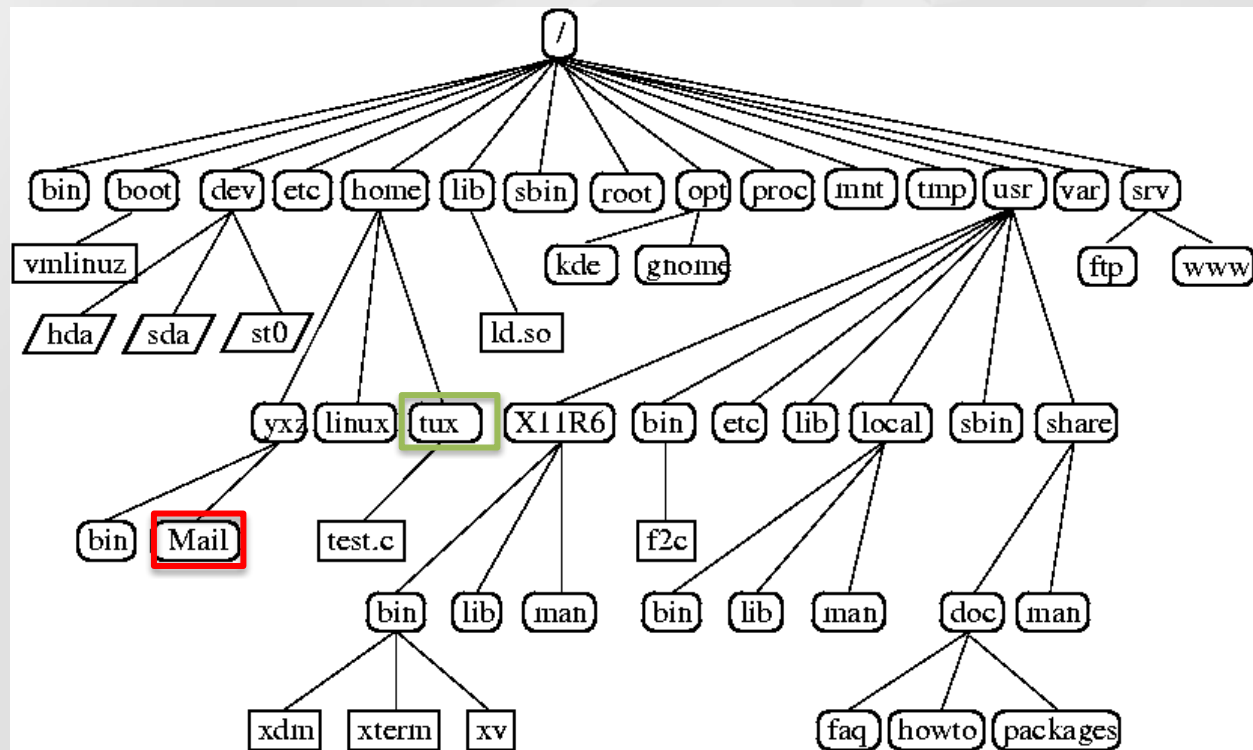 /
bin boot dev etc home lib sbin root opt proc mnt tmp usr var srv
vmlinuz kde gnome ftp www
hda sda st0 ld.so
yxz linux tux X11R6 bin etc lib local sbin share
bin Mail test.c f2c
bin lib man bin lib man doc man
xdm xterm xv faq howto packages